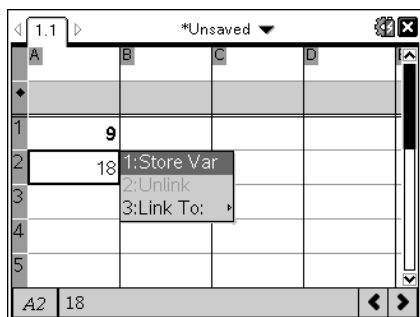 1.1 *Unsaved
A B C D E
◆
1 9
2 18 1:Store Var
2:Unlink
3 3:Link To:
4
5
A2 18